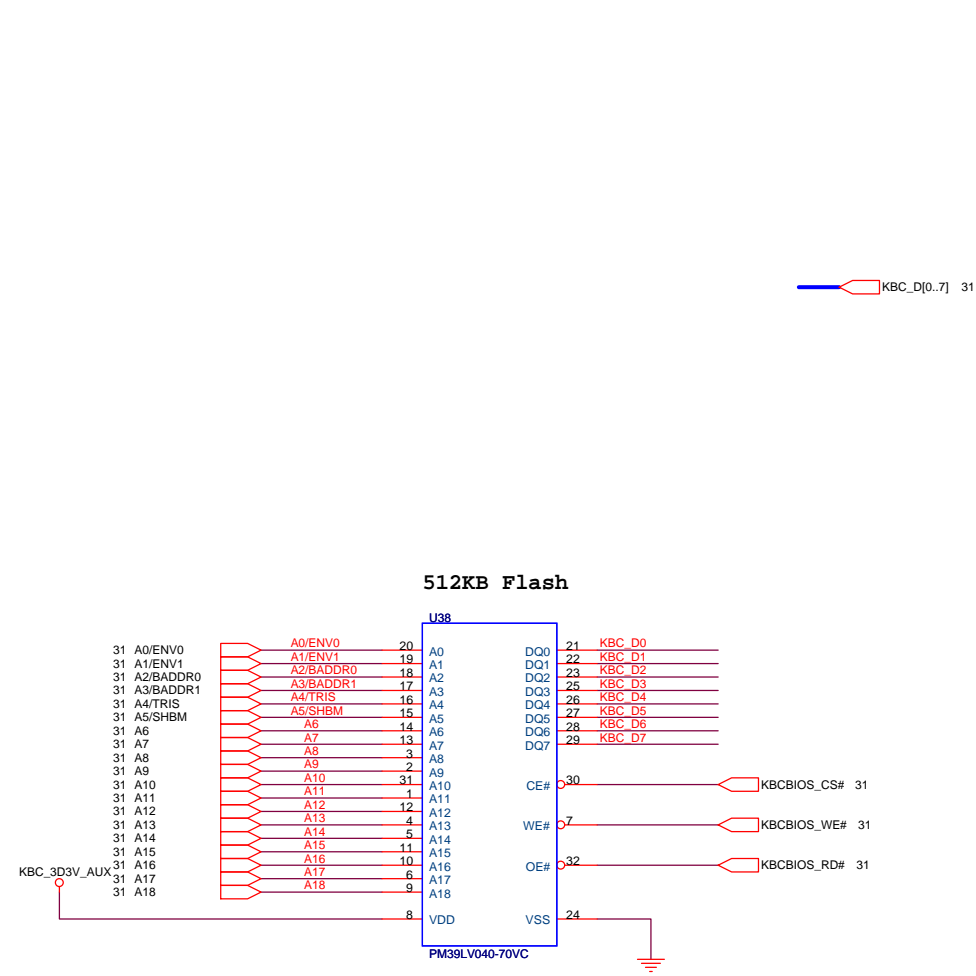 KBC_D[0..7] 31
512KB Flash
U38
31 A0/ENV0 A0/ENV0 20 A0 DQ0 21 KBC_D0
31 A1/ENV1 A1/ENV1 19 A1 DQ1 22 KBC_D1
31 A2/BADDR0 A2/BADDR0 18 A2 DQ2 23 KBC_D2
31 A3/BADDR1 A3/BADDR1 17 A3 DQ3 25 KBC_D3
31 A4/TRIS A4/TRIS 16 A4 DQ4 26 KBC_D4
31 A5/SHBM A5/SHBM 15 A5 DQ5 27 KBC_D5
31 A6 A6 14 A6 DQ6 28 KBC_D6
31 A7 A7 13 A7 DQ7 29 KBC_D7
31 A8 A8 3 A8
31 A9 A9 2 A9
31 A10 A10 31 A10 CE# 30 KBCBIOS_CS# 31
31 A11 A11 1 A11
31 A12 A12 12 A12
31 A13 A13 4 A13 WE# 7 KBCBIOS_WE# 31
31 A14 A14 5 A14
31 A15 A15 11 A15
31 A16 A16 10 A16 OE# 32 KBCBIOS_RD# 31
KBC_3D3V_AUX
31 A17 A17 6 A17
31 A18 A18 9 A18
8 VDD VSS 24
PM39LV040-70VC